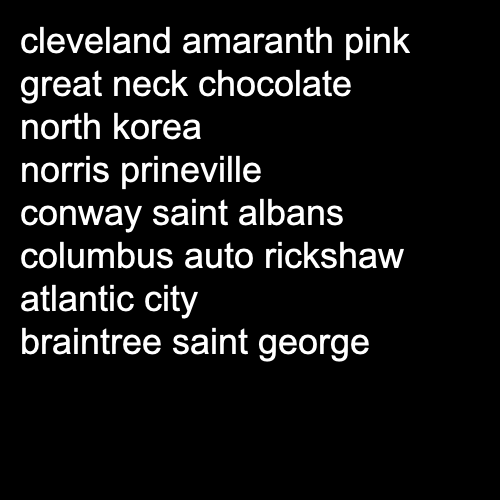 cleveland amaranth pink
great neck chocolate
north korea
norris prineville
conway saint albans
columbus auto rickshaw
atlantic city
braintree saint george